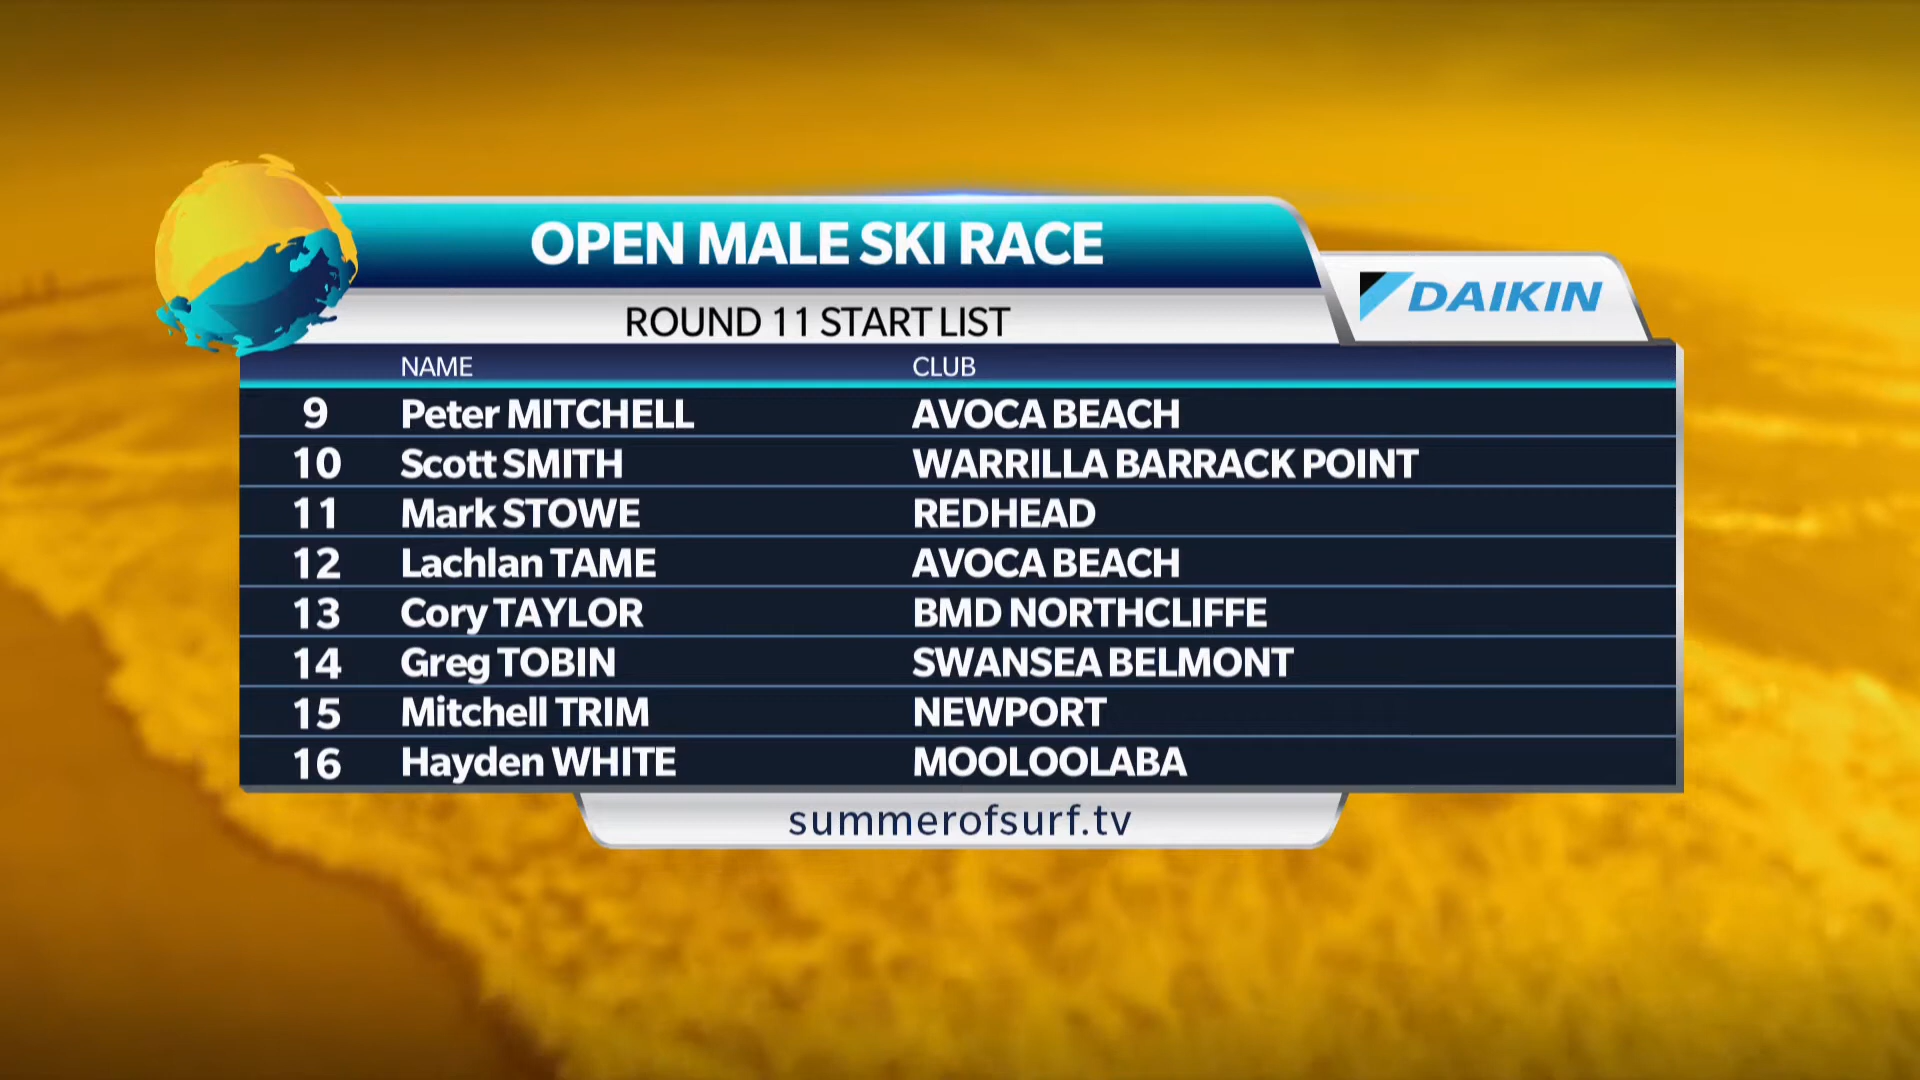 OPEN MALE SKI RACE
DAIKIN
ROUND 11 START LIST
NAME CLUB
9 Peter MITCHELL AVOCA BEACH
10 Scott SMITH WARRILLA BARRACK POINT
11 Mark STOWE REDHEAD
12 Lachlan TAME AVOCA BEACH
13 Cory TAYLOR BMD NORTHCLIFFE
14 Greg TOBIN SWANSEA BELMONT
15 Mitchell TRIM NEWPORT
16 Hayden WHITE MOOLOOLABA
summerofsurf.tv